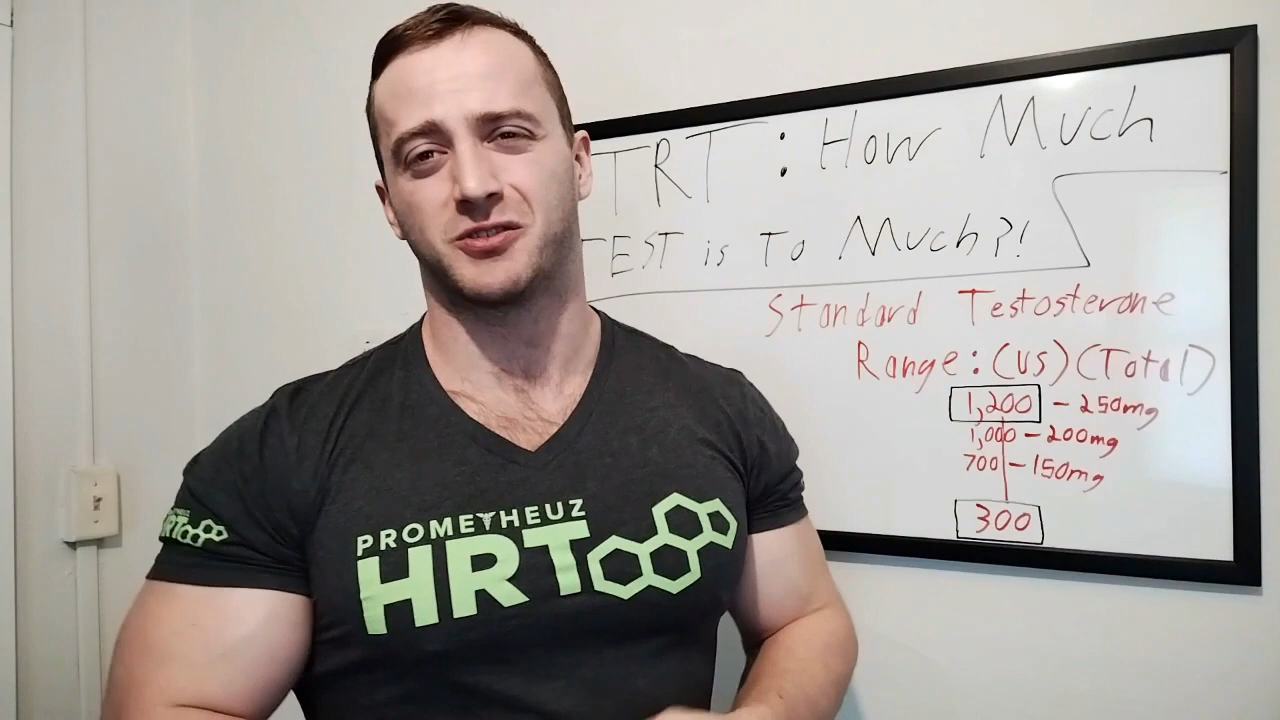 TRT : How Much
TEST is To Much?!
Standard Testosterone
Range: (US) (Total)
1,200 - 250mg
1,000 - 200mg
700 - 150mg
300
PROMETHEUZ
HRT
HRT